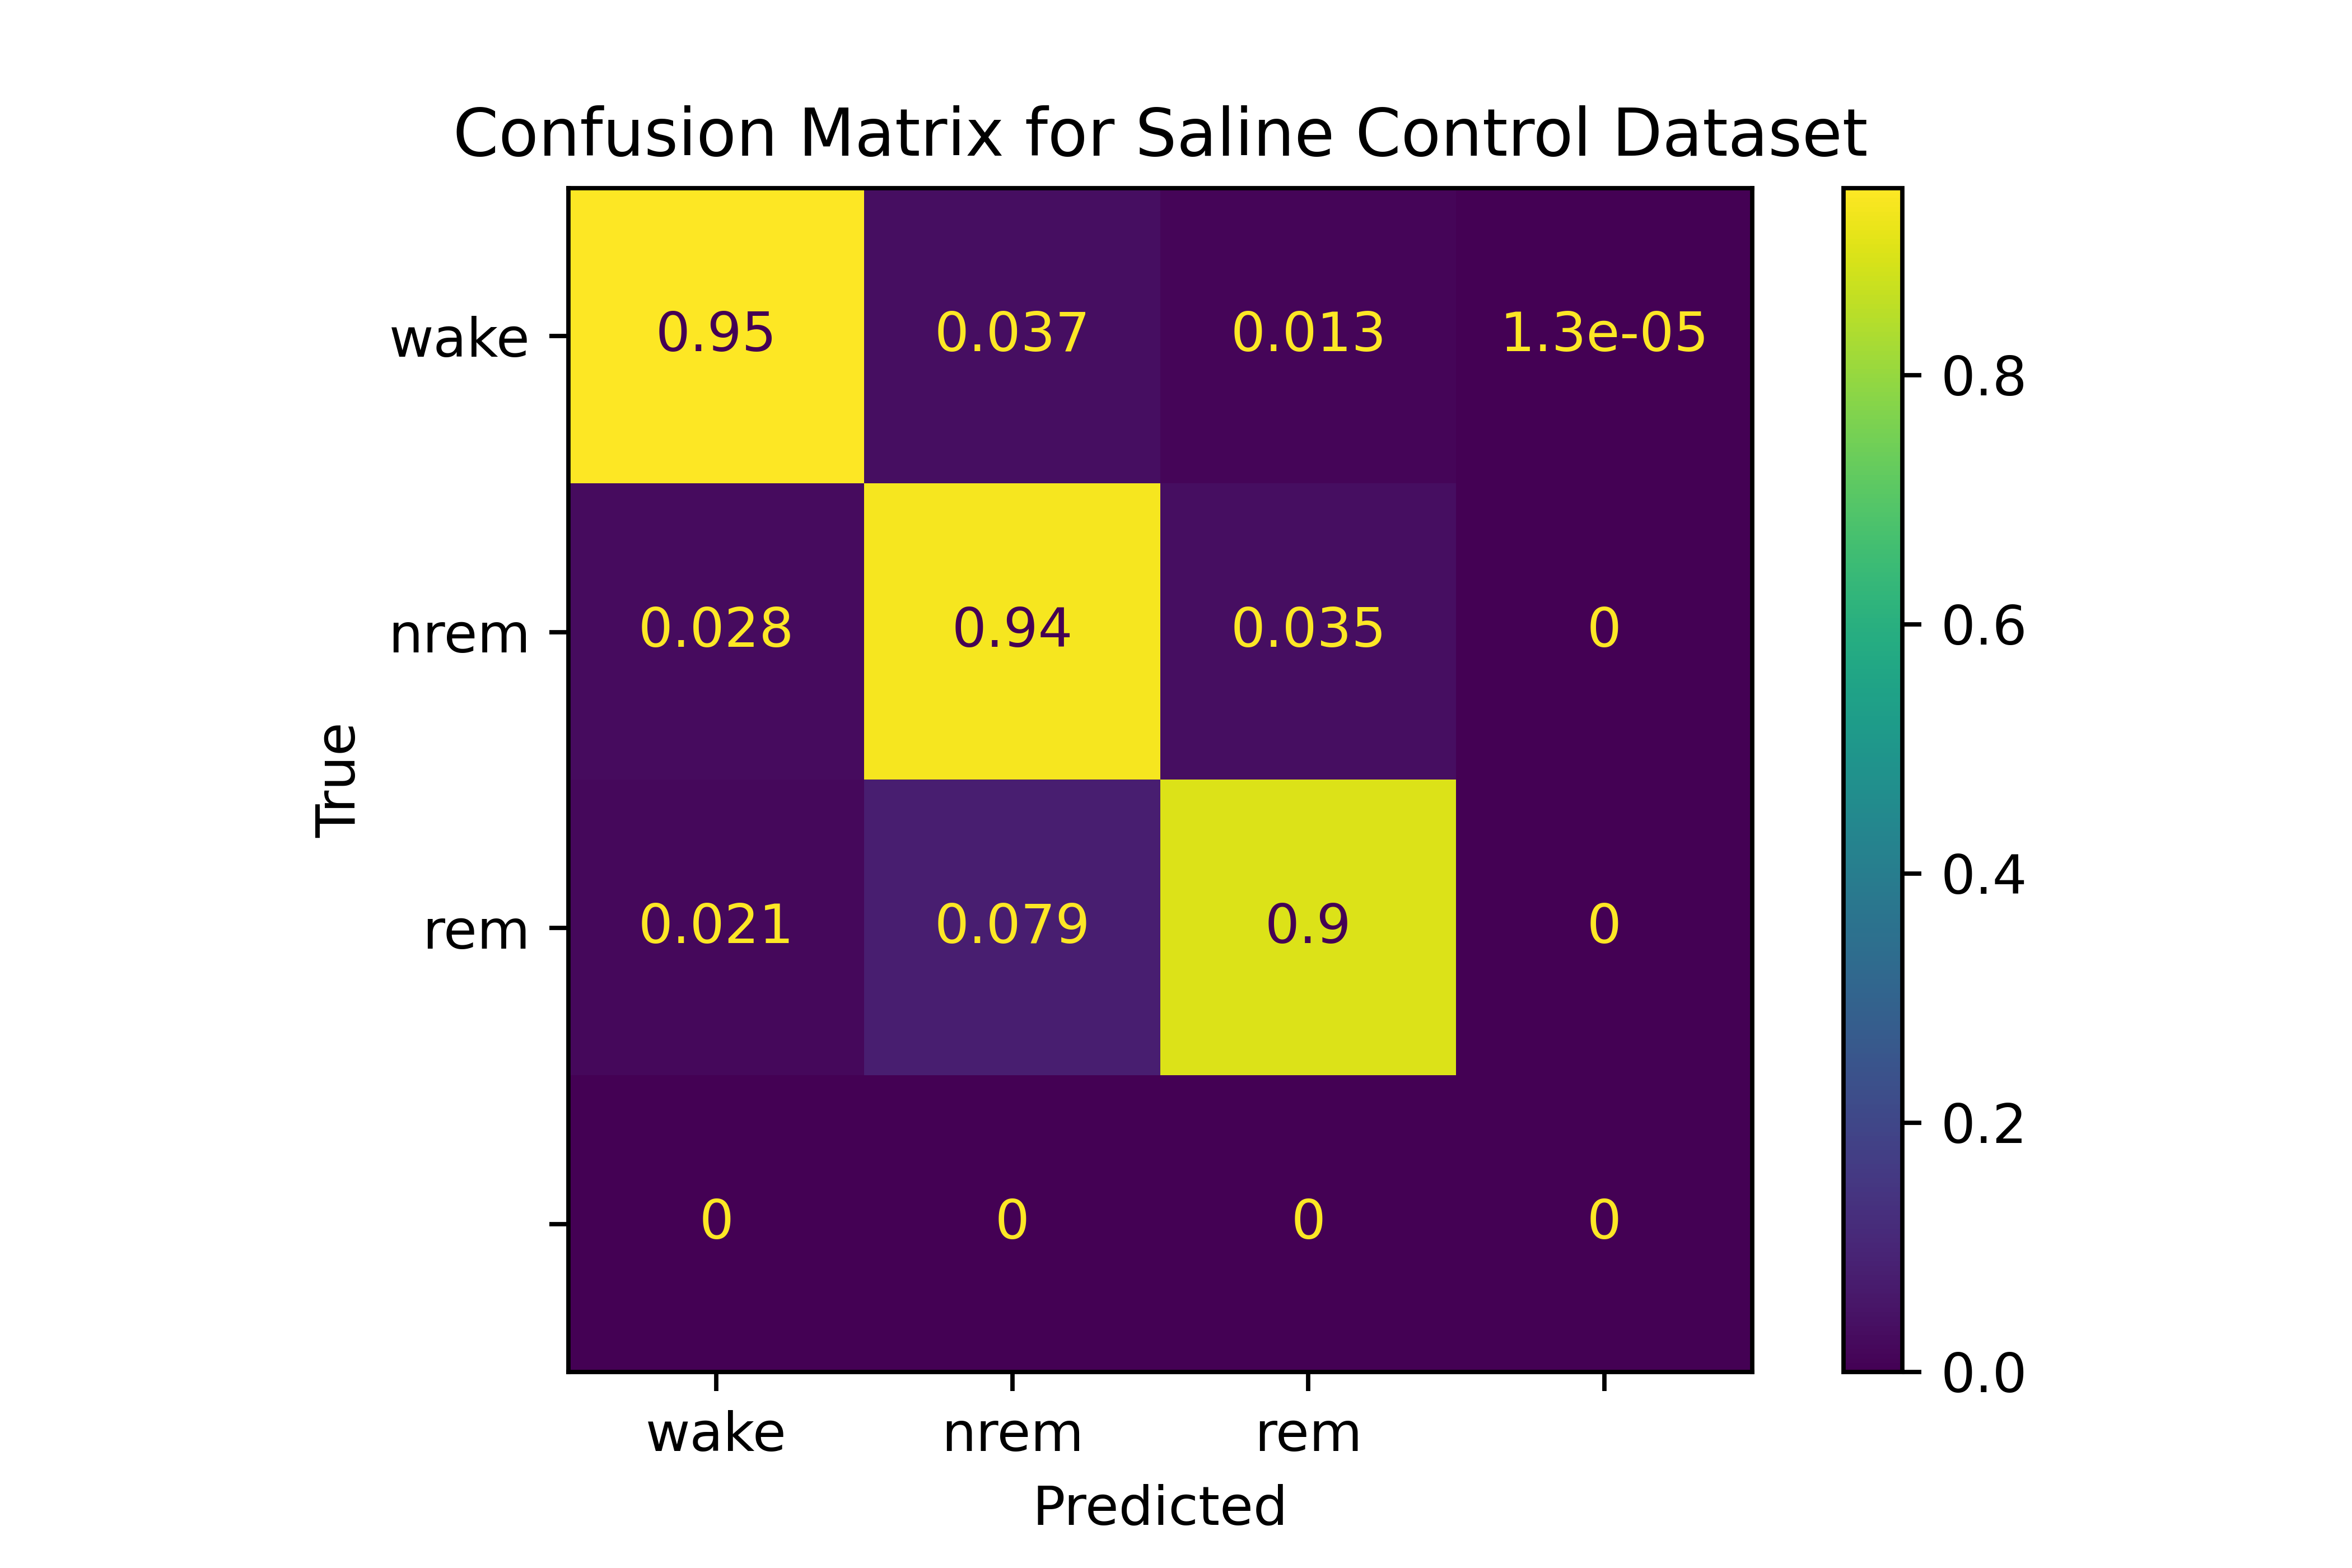 Confusion Matrix for Saline Control Dataset
wake 0.95 0.037 0.013 1.3e-05
nrem 0.028 0.94 0.035 0
rem 0.021 0.079 0.9 0
0 0 0 0
wake nrem rem
Predicted
True
0.8
0.6
0.4
0.2
0.0